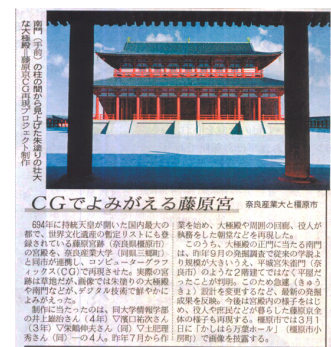 南門(手前)の柱の間から見上げた朱塗りの壮大
な大極殿=藤原京CG再現プロジェクト制作
CGでよみがえる藤原宮
奈良産業大と橿原市
694年に持統天皇が開いた国内最大の
都で、世界文化遺産の暫定リストにも登
録されている藤原宮跡(奈良県橿原市)
の宮殿を、奈良産業大学(同県三郷町)
と同市が連携し、コンピューターグラフ
ィックス(CG)で再現させた。実際の宮
跡は草地だが、画像では朱塗りの大極殿
や南門などが、デジタル技術で鮮やかに
よみがえった。
制作に当たったのは、同大学情報学部
の井上雄紵さん(4年)▽濱口祐次さん
(3年)▽矢嶋伸夫さん(同)▽土肥理
秀さん(同)―の4人。昨年7月から作
業を始め、大極殿や周囲の回廊、役人が
執務をした朝堂などを再現した。
このうち、大極殿の正門に当たる南門
は、昨年9月の発掘調査で従来の学説よ
り規模が大きいうえ、平城宮朱雀門(奈
良市)のような2階建てではなく平屋だ
ったことが判明。このため急遽(きゅう
きょ)設計を変更するなど、最新の発掘
成果を反映。今後は宮殿内の様子をはじ
め、役人や庶民などが暮らした藤原京全
体の様子も再現する。橿原市では3月1
日に「かしはら万葉ホール」(橿原市小
房町)で画像を披露する。